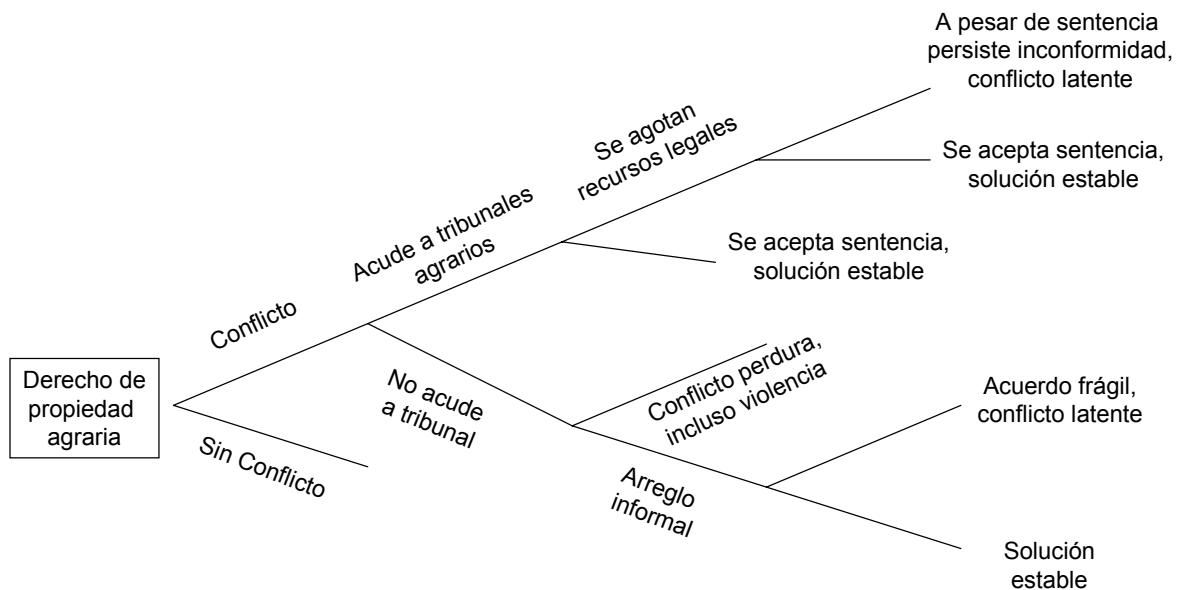 A pesar de sentencia
persiste inconformidad,
conflicto latente
Se agotan
recursos legales
Se acepta sentencia,
solución estable
Acude a tribunales
agrarios
Se acepta sentencia,
solución estable
Conflicto
Derecho de
propiedad
agraria
No acude
a tribunal
Conflicto perdura,
incluso violencia
Acuerdo frágil,
conflicto latente
Sin Conflicto
Arreglo
informal
Solución
estable